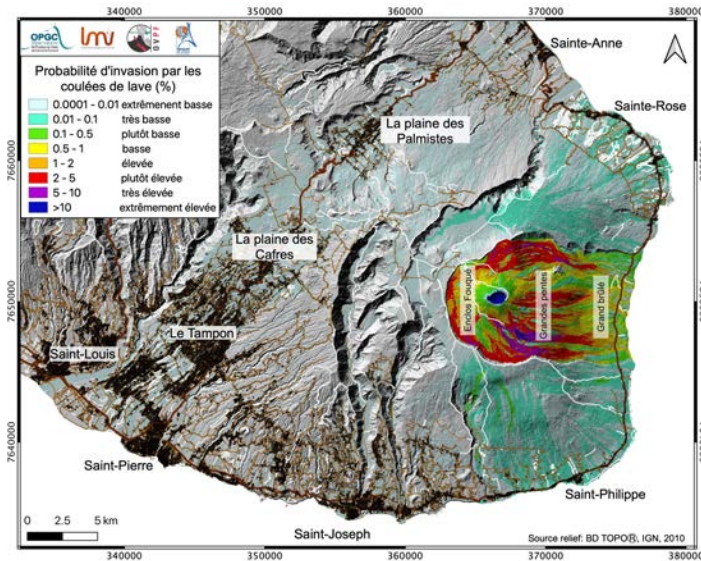 340000 350000 360000 370000 380000
OPGC
lmv
OVPF
Probabilité d'invasion par les
coulées de lave (%)
0.0001 - 0.01 extrêmement basse
0.01 - 0.1 très basse
0.1 - 0.5 plutôt basse
0.5 - 1 basse
1 - 2 élevée
2 - 5 plutôt élevée
5 - 10 très élevée
>10 extrêmement élevée
Sainte-Anne
Sainte-Rose
La plaine des
Palmistes
La plaine des
Cafres
Enclos Fouqué
Grandes pentes
Grand brûlé
Le Tampon
Saint-Louis
Saint-Pierre
Saint-Joseph
Saint-Philippe
7660000
7650000
7640000
0 2.5 5 km
Source relief: BD TOPO®, IGN, 2010
340000 350000 360000 370000 380000